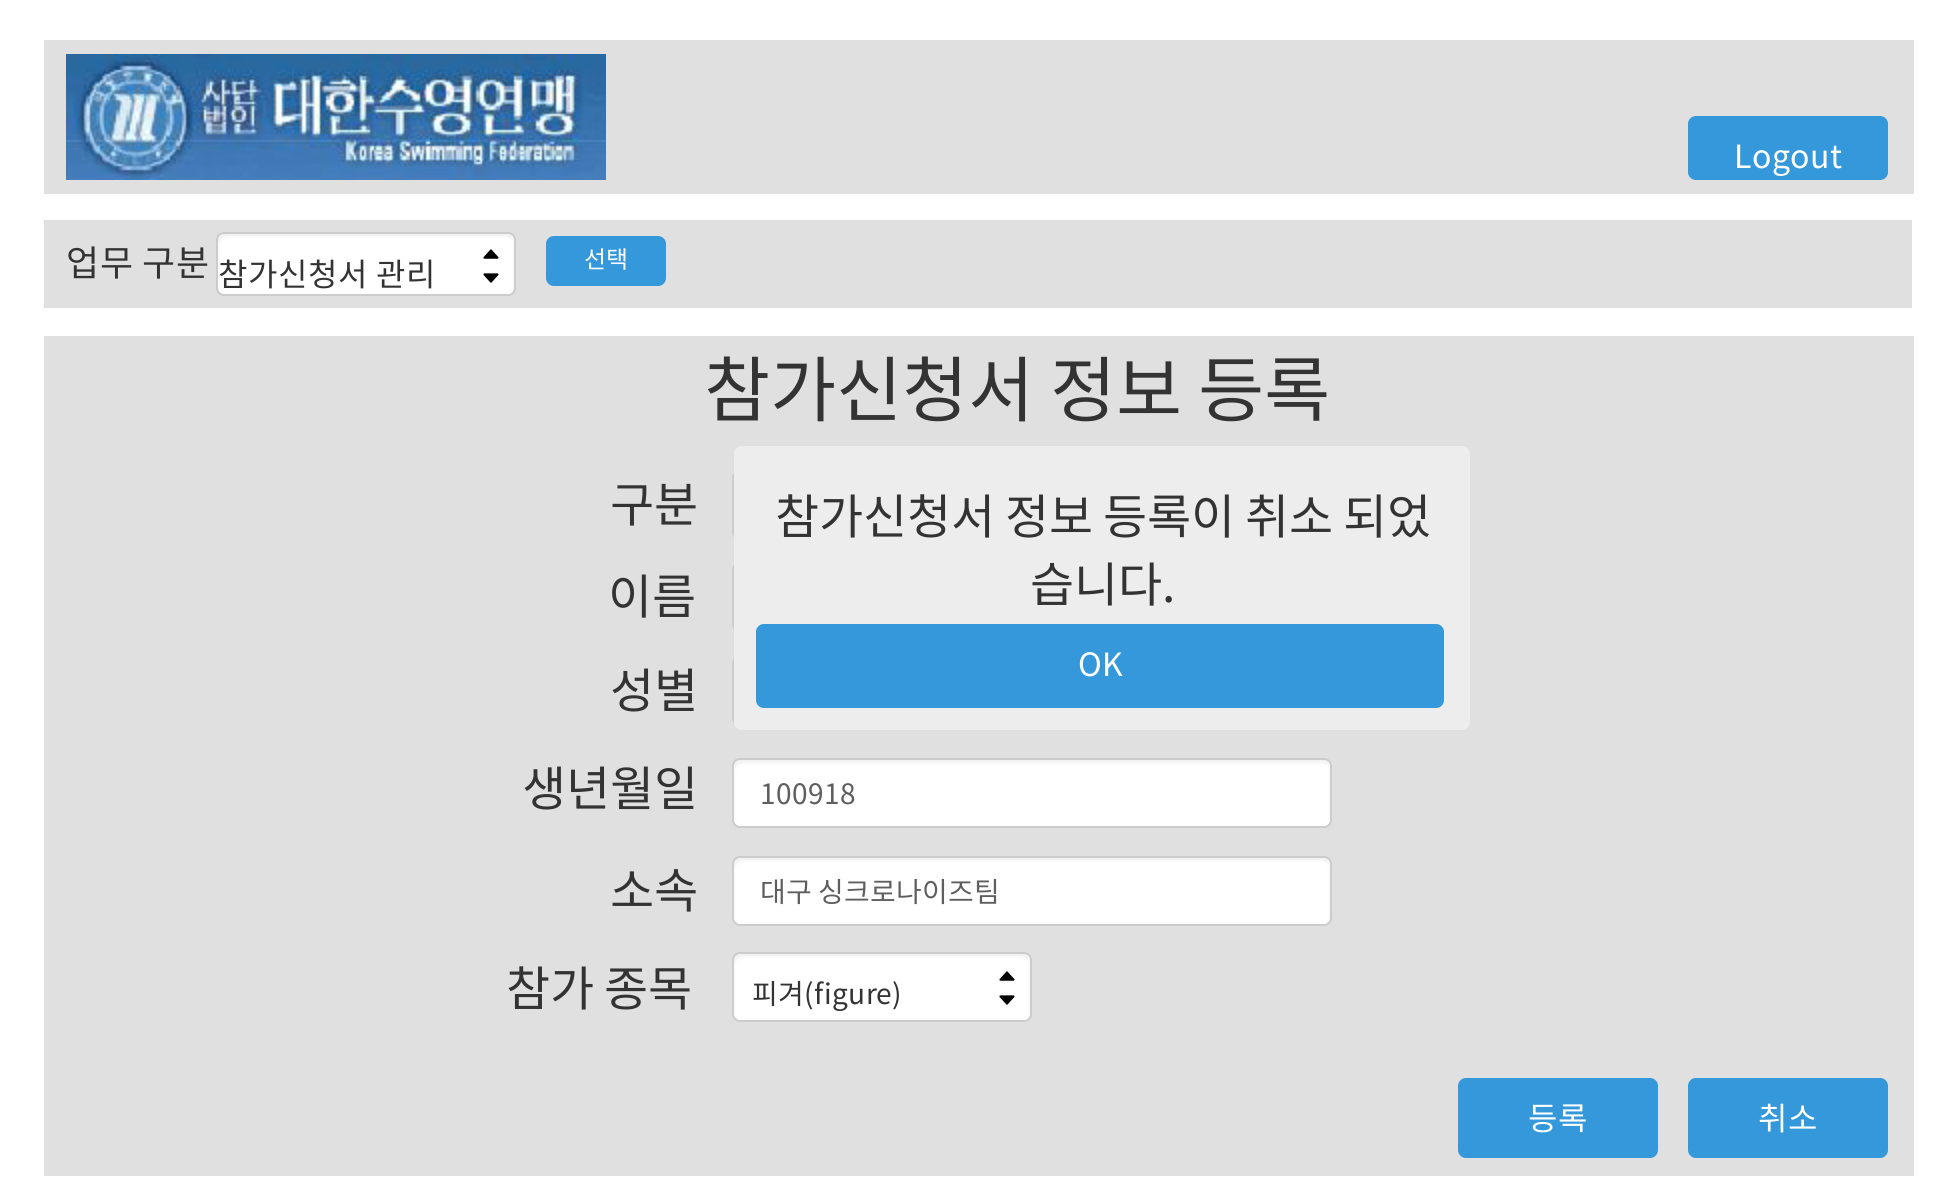 사단법인 대한수영연맹
Korea Swimming Federation
Logout
업무 구분 참가신청서 관리 선택
참가신청서 정보 등록
구분
참가신청서 정보 등록이 취소 되었
습니다.
이름
OK
성별
생년월일 100918
소속 대구 싱크로나이즈팀
참가 종목 피겨(figure)
등록 취소